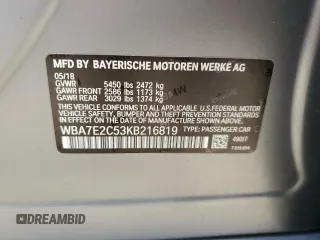 MFD BY BAYERISCHE MOTOREN WERKE AG
05/18
GVWR 5450 lbs 2472 kg
GAWR FRONT 2586 lbs 1173 kg
GAWR REAR 3029 lbs 1374 kg
THIS VEHICLE CONFORMS TO ALL APPLICABLE FEDERAL
MOTOR VEHICLE SAFETY, BUMPER, AND THEFT PREVENTION
STANDARDS IN EFFECT ON THE DATE OF MANUFACTURE SHOWN ABOVE.
WBA7E2C53KB216819 TYPE: PASSENGER CAR
DREAMBID